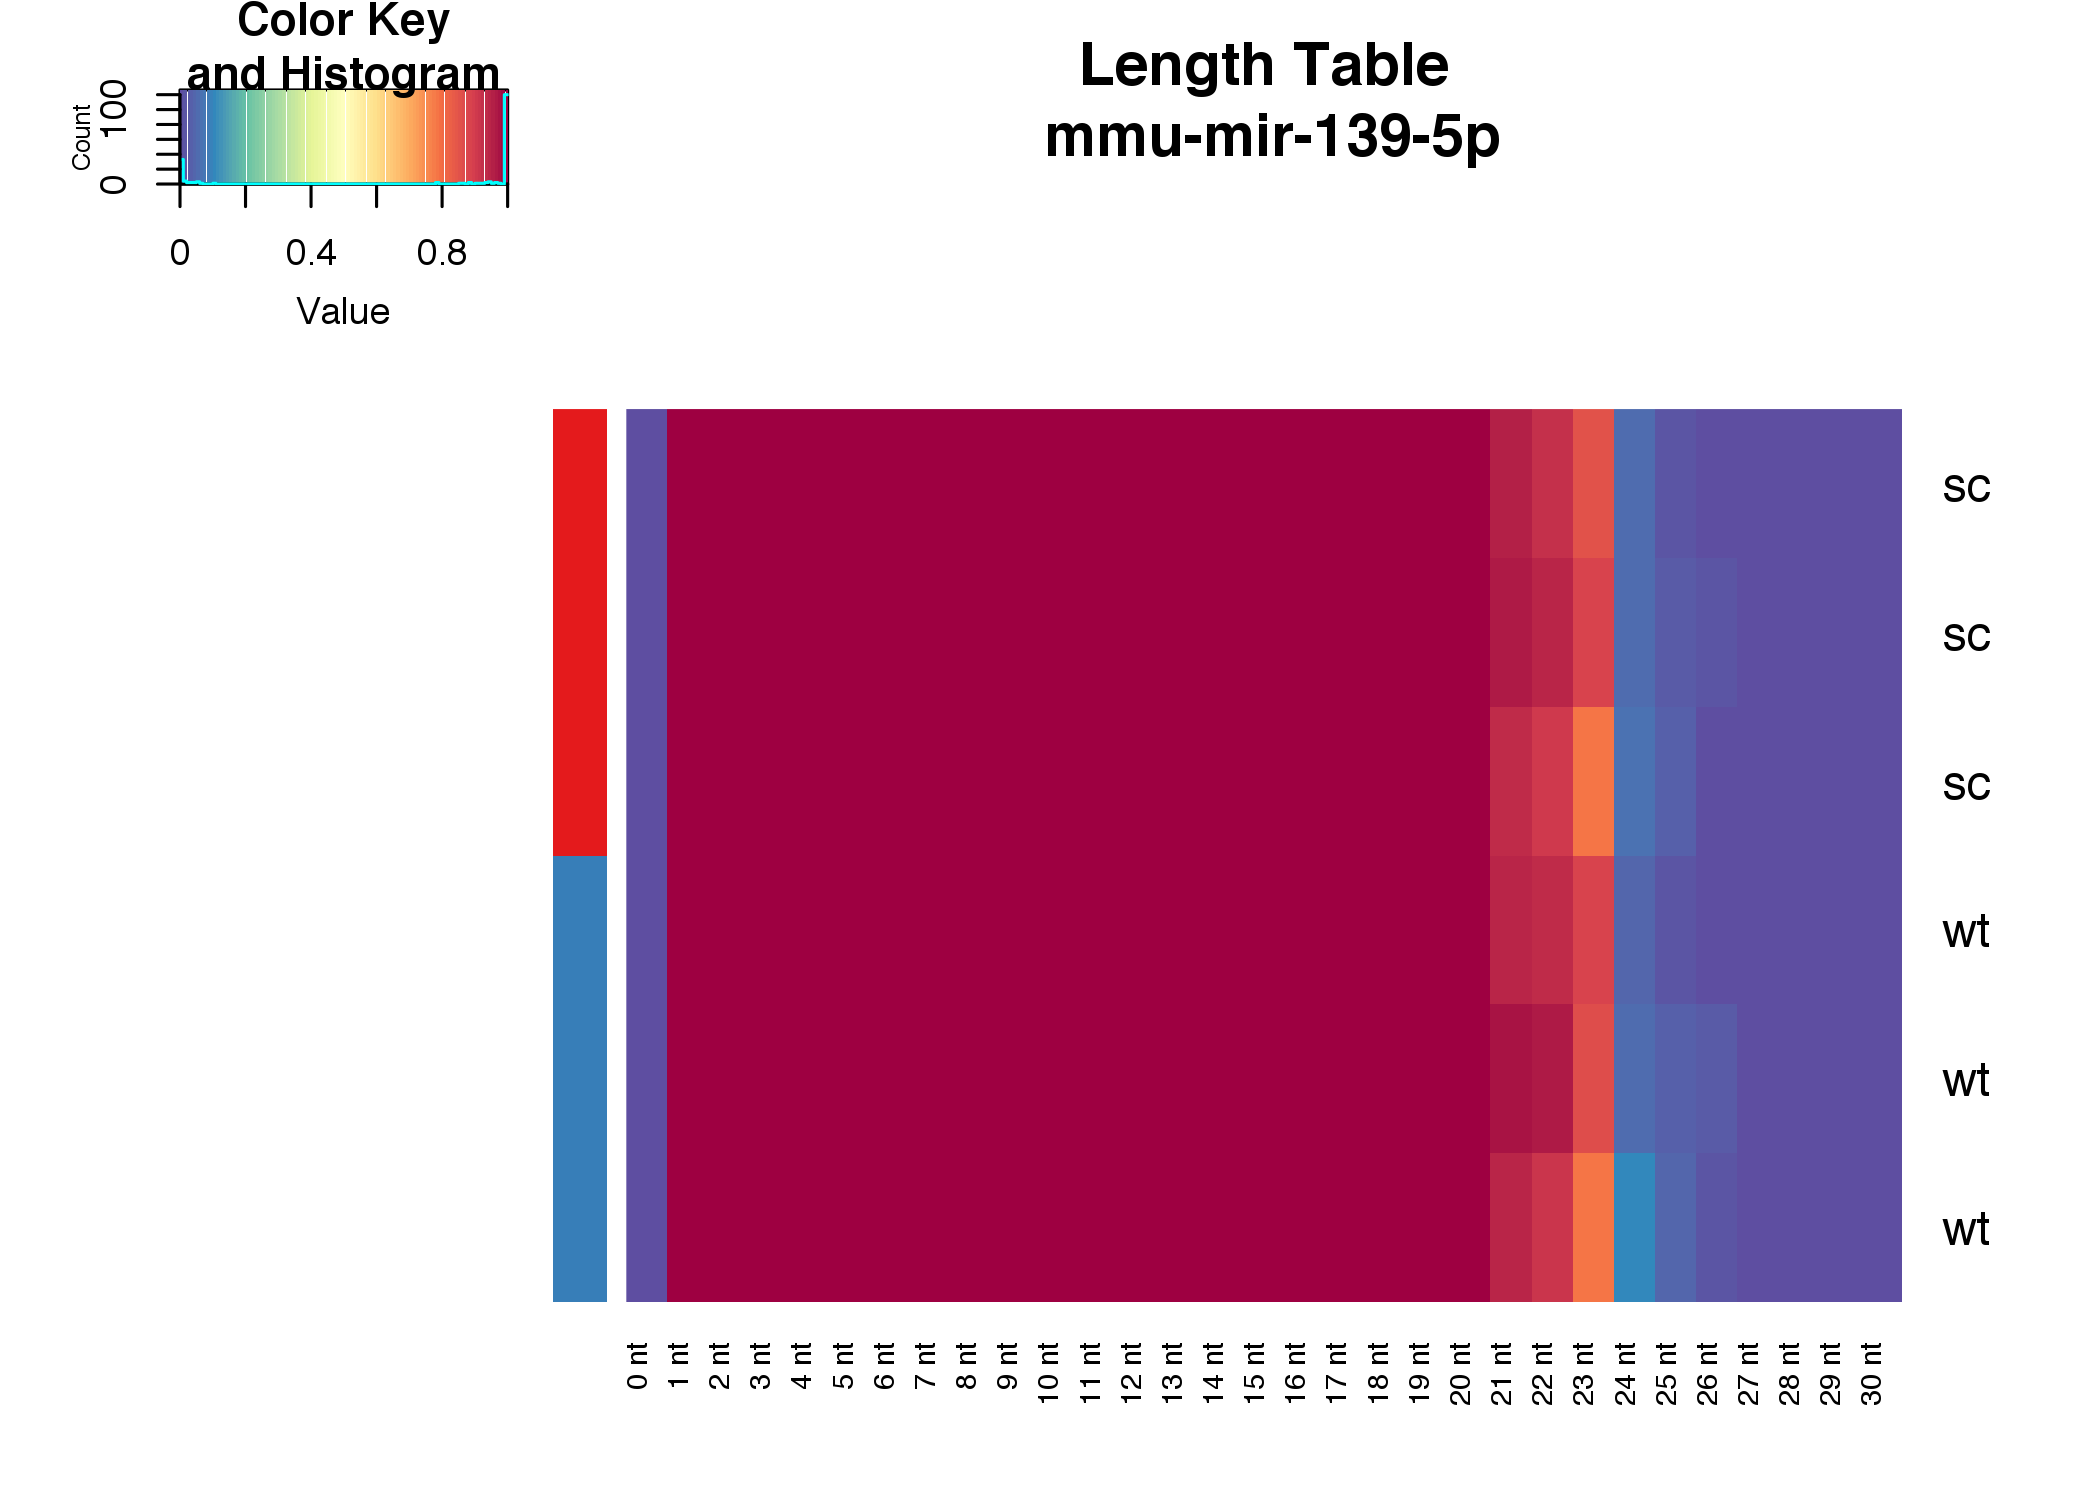 Color Key
and Histogram
Count
0
100
0
0.4
0.8
Value
Length Table
mmu-mir-139-5p
sc
sc
sc
wt
wt
wt
0 nt
1 nt
2 nt
3 nt
4 nt
5 nt
6 nt
7 nt
8 nt
9 nt
10 nt
11 nt
12 nt
13 nt
14 nt
15 nt
16 nt
17 nt
18 nt
19 nt
20 nt
21 nt
22 nt
23 nt
24 nt
25 nt
26 nt
27 nt
28 nt
29 nt
30 nt